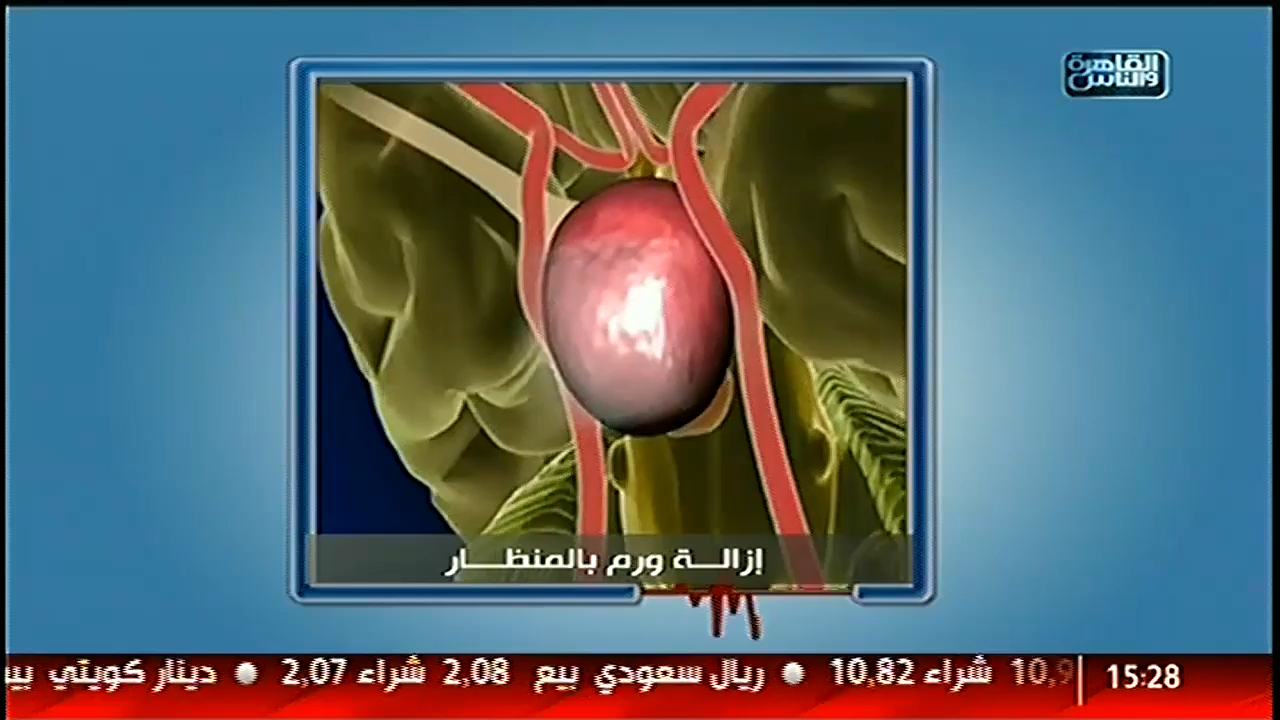 القاهرة
والناس
إزالـــة ورم بالمنظـــار
10,9 شراء 10,82 ● ريال سعودي بيع 2,08 شراء 2,07 ● دينار كويتي بيـ
15:28